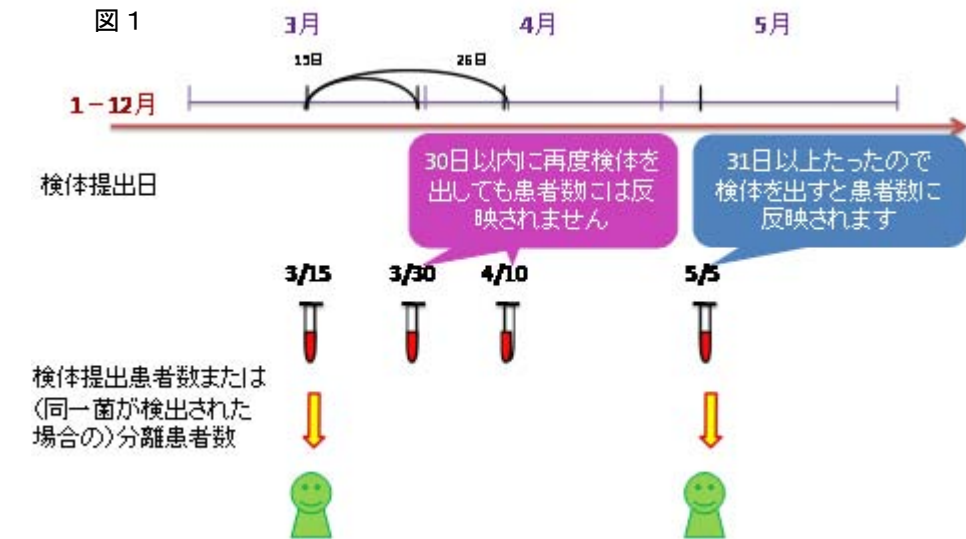 図1
3月
4月
5月
15日
26日
1-12月
30日以内に再度検体を
出しても患者数には反
映されません
31日以上たったので
検体を出すと患者数に
反映されます
検体提出日
3/15
3/30
4/10
5/5
検体提出患者数または
(同一菌が検出された
場合の)分離患者数